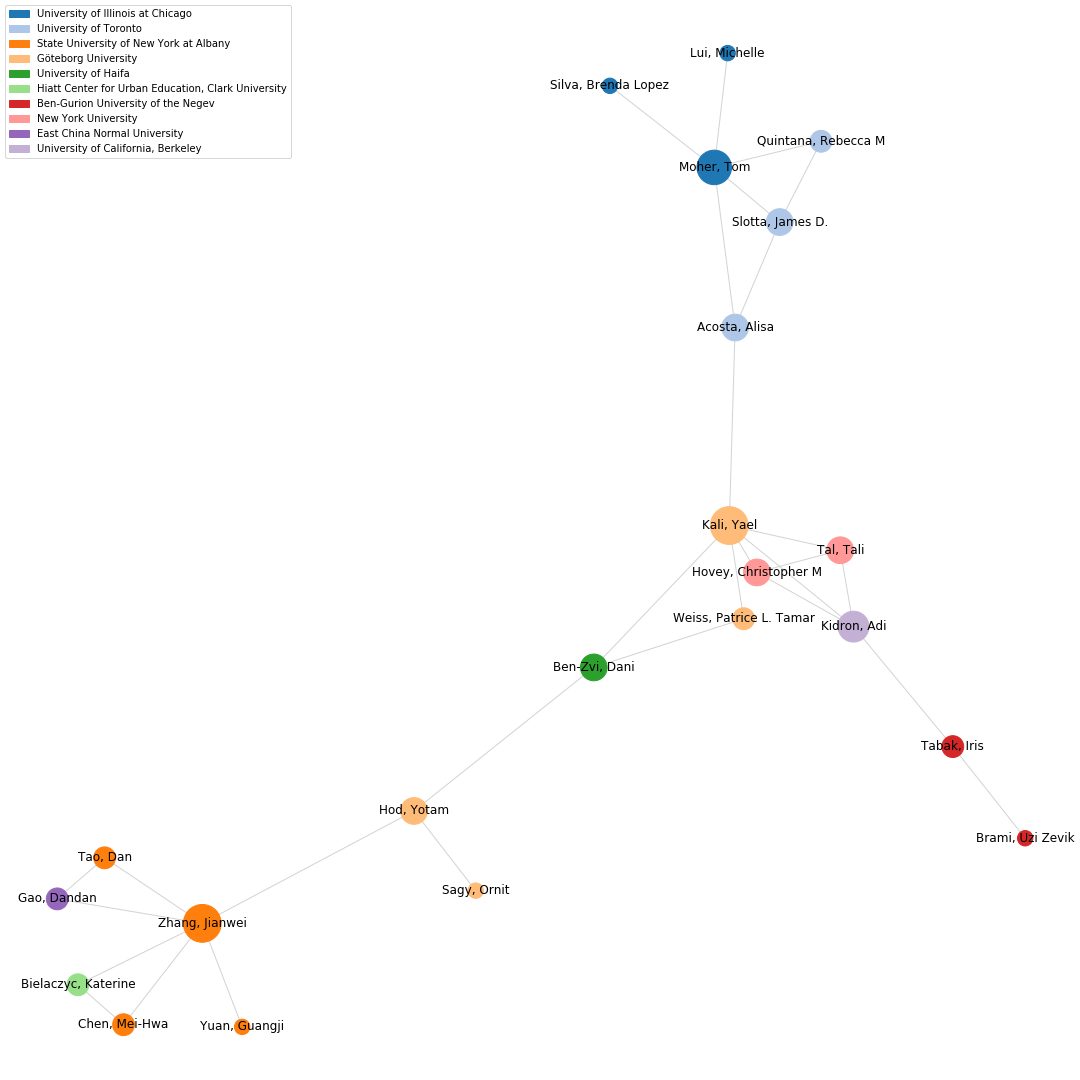 University of Illinois at Chicago
University of Toronto
State University of New York at Albany
Göteborg University
University of Haifa
Hiatt Center for Urban Education, Clark University
Ben-Gurion University of the Negev
New York University
East China Normal University
University of California, Berkeley
Lui, Michelle
Silva, Brenda Lopez
Quintana, Rebecca M
Moher, Tom
Slotta, James D.
Acosta, Alisa
Kali, Yael
Tal, Tali
Hovey, Christopher M
Weiss, Patrice L. Tamar
Kidron, Adi
Ben-Zvi, Dani
Tabak, Iris
Hod, Yotam
Brami, Uzi Zevik
Tao, Dan
Sagy, Ornit
Gao, Dandan
Zhang, Jianwei
Bielaczyc, Katerine
Chen, Mei-Hwa
Yuan, Guangji